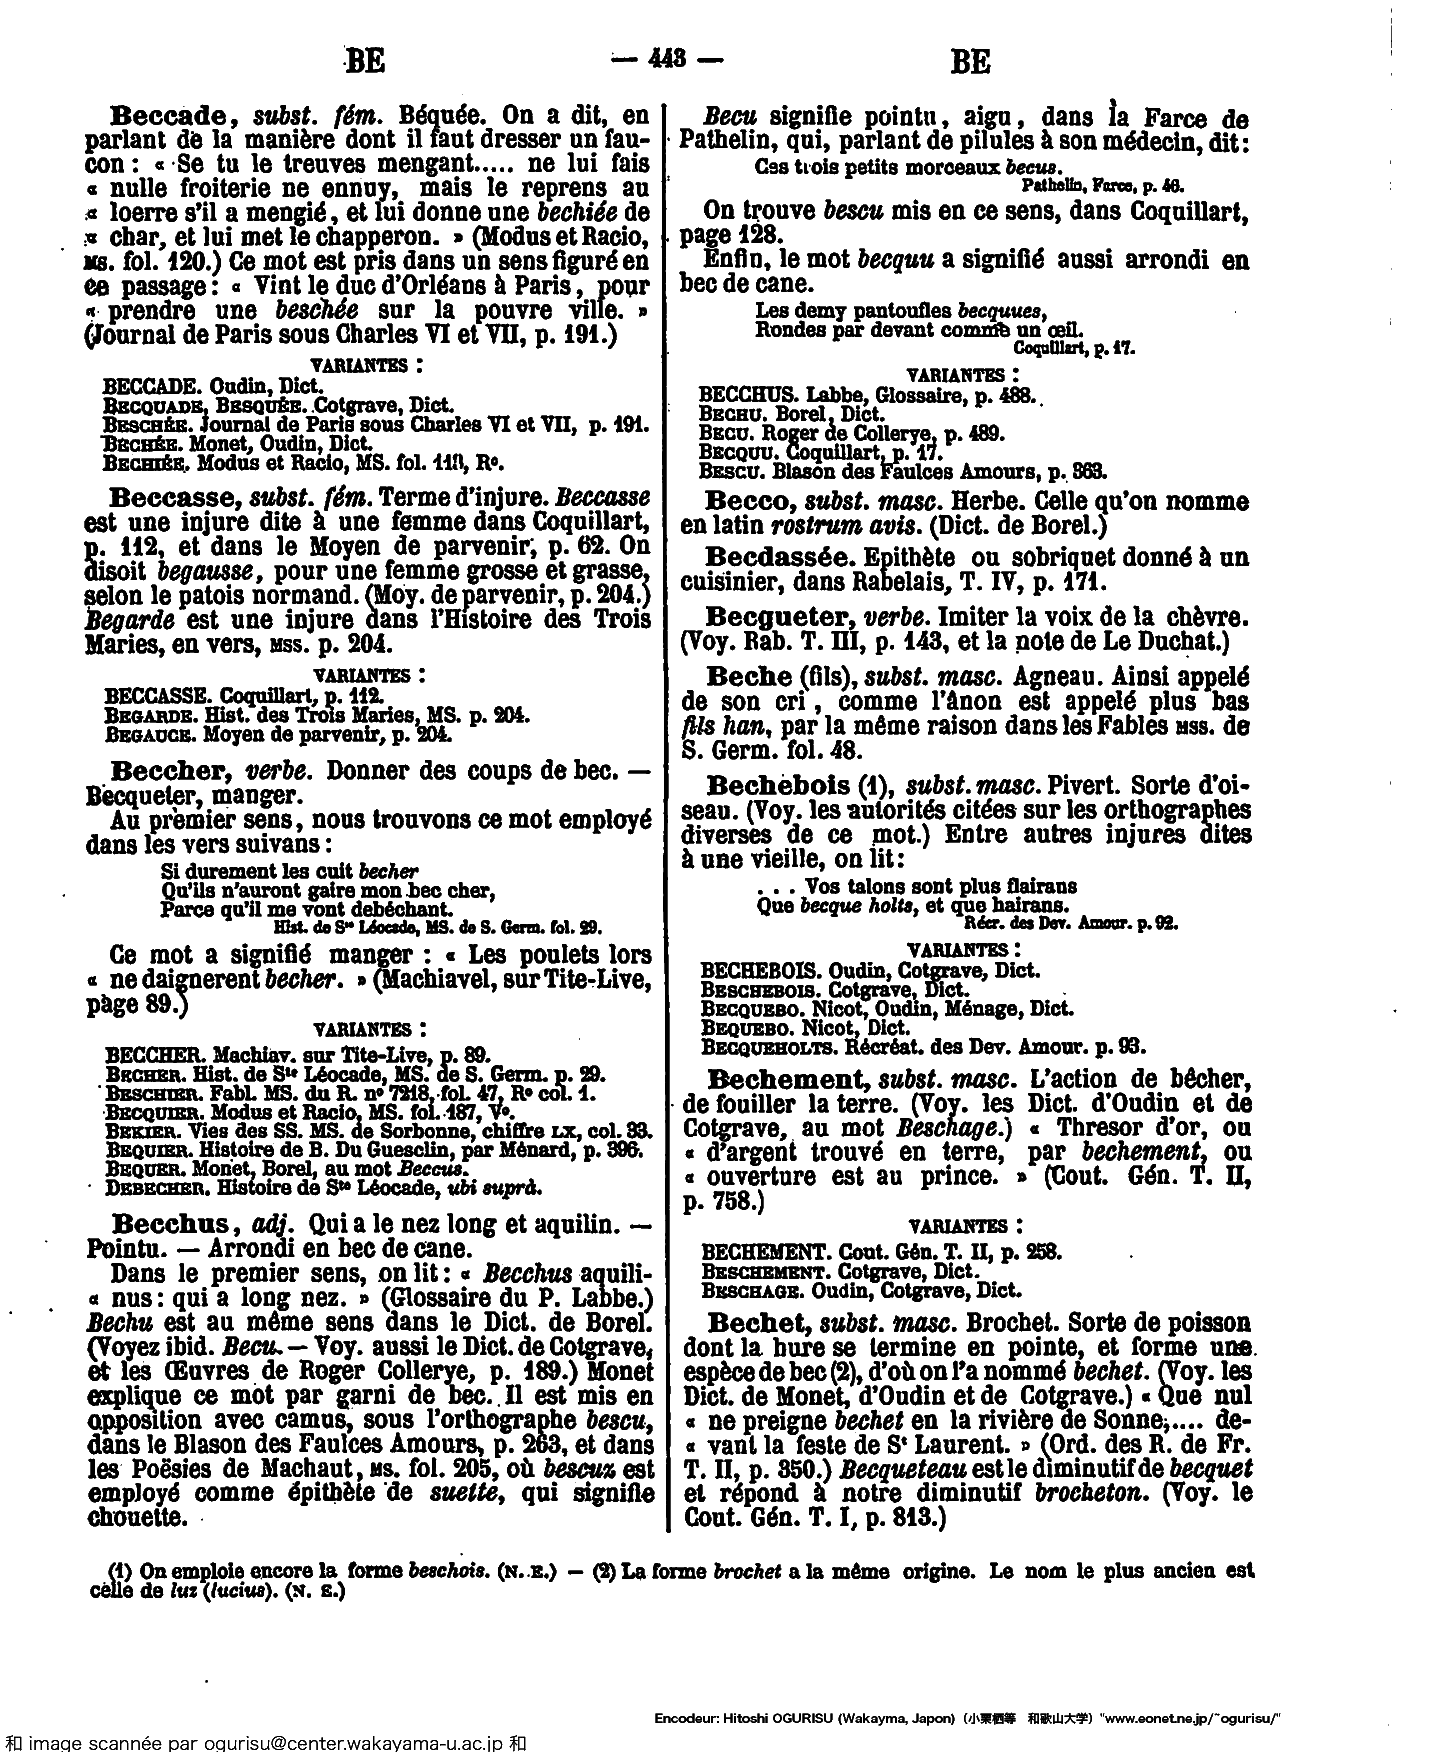 BE — 443 — BE
Beccade, subst. fém. Béquée. On a dit, en
parlant de la manière dont il faut dresser un fau-
con : « Se tu le treuves mengant..... ne lui fais
« nulle froiterie ne ennuy, mais le reprens au
« loerre s'il a mengié, et lui donne une bechiée de
« char, et lui met le chapperon. » (Modus et Racio,
MS. fol. 120.) Ce mot est pris dans un sens figuré en
ce passage : « Vint le duc d'Orléans à Paris, pour
« prendre une beschée sur la pouvre ville. »
(Journal de Paris sous Charles VI et VII, p. 191.)
VARIANTES :
BECCADE. Oudin, Dict.
BECQUADE, BESQUÉE. Cotgrave, Dict.
BESCHÉE. Journal de Paris sous Charles VI et VII, p. 191.
BECHÉE. Monet, Oudin, Dict.
BECHIÉE. Modus et Racio, MS. fol. 118, R°.
Beccasse, subst. fém. Terme d'injure. Beccasse
est une injure dite à une femme dans Coquillart,
p. 112, et dans le Moyen de parvenir, p. 62. On
disoit begausse, pour une femme grosse et grasse,
selon le patois normand. (Moy. de parvenir, p. 204.)
Begarde est une injure dans l'Histoire des Trois
Maries, en vers, MSS. p. 204.
VARIANTES :
BECCASSE. Coquillart, p. 112.
BEGARDE. Hist. des Trois Maries, MS. p. 204.
BEGAUCE. Moyen de parvenir, p. 204.
Beccher, verbe. Donner des coups de bec. —
Becqueter, manger.
Au premier sens, nous trouvons ce mot employé
dans les vers suivans :
Si durement les cuit becher
Qu'ils n'auront gaire mon bec cher,
Parce qu'il me vont debéchant.
Hist. de Ste Léocade, MS. de S. Germ. fol. 29.
Ce mot a signifié manger : « Les poulets lors
« ne daignerent becher. » (Machiavel, sur Tite-Live,
page 89.)
VARIANTES :
BECCHER. Machiav. sur Tite-Live, p. 89.
BECHER. Hist. de Ste Léocade, MS. de S. Germ. p. 29.
BESCHIER. Fabl. MS. du R. n° 7218, fol. 47, R° col. 1.
BECQUIER. Modus et Racio, MS. fol. 187, V°.
BEKIER. Vies des SS. MS. de Sorbonne, chiffre LX, col. 33.
BEQUIER. Histoire de B. Du Guesclin, par Ménard, p. 396.
BEQUER. Monet, Borel, au mot Beccus.
DEBECHER. Histoire de Ste Léocade, ubi suprà.
Becchus, adj. Qui a le nez long et aquilin. —
Pointu. — Arrondi en bec de cane.
Dans le premier sens, on lit : « Becchus aquili-
« nus : qui a long nez. » (Glossaire du P. Labbe.)
Bechu est au même sens dans le Dict. de Borel.
(Voyez ibid. Becu. — Voy. aussi le Dict. de Cotgrave,
et les Œuvres de Roger Collerye, p. 189.) Monet
explique ce mot par garni de bec. Il est mis en
opposition avec camus, sous l'orthographe bescu,
dans le Blason des Faulces Amours, p. 263, et dans
les Poësies de Machaut, MS. fol. 205, où bescuz est
employé comme épithète de suette, qui signifie
chouette.
Becu signifie pointu, aigu, dans la Farce de
Pathelin, qui, parlant de pilules à son médecin, dit :
Ces trois petits morceaux becus.
Pathelin, Farce, p. 46.
On trouve bescu mis en ce sens, dans Coquillart,
page 128.
Enfin, le mot becquu a signifié aussi arrondi en
bec de cane.
Les demy pantoufles becquues,
Rondes par devant comme un œil.
Coquillart, p. 17.
VARIANTES :
BECCHUS. Labbe, Glossaire, p. 488.
BECHU. Borel, Dict.
BECU. Roger de Collerye, p. 489.
BECQUU. Coquillart, p. 17.
BESCU. Blason des Faulces Amours, p. 363.
Becco, subst. masc. Herbe. Celle qu'on nomme
en latin rostrum avis. (Dict. de Borel.)
Becdassée. Epithète ou sobriquet donné à un
cuisinier, dans Rabelais, T. IV, p. 171.
Becgueter, verbe. Imiter la voix de la chèvre.
(Voy. Rab. T. III, p. 143, et la note de Le Duchat.)
Beche (fils), subst. masc. Agneau. Ainsi appelé
de son cri, comme l'ânon est appelé plus bas
fils han, par la même raison dans les Fables MSS. de
S. Germ. fol. 48.
Bechebois (1), subst. masc. Pivert. Sorte d'oi-
seau. (Voy. les autorités citées sur les orthographes
diverses de ce mot.) Entre autres injures dites
à une vieille, on lit :
. . . Vos talons sont plus flairans
Que becque holts, et que hairans.
Récr. des Dev. Amour. p. 92.
VARIANTES :
BECHEBOIS. Oudin, Cotgrave, Dict.
BESCHEBOIS. Cotgrave, Dict.
BECQUEBO. Nicot, Oudin, Ménage, Dict.
BEQUEBO. Nicot, Dict.
BECQUEHOLTS. Récréat. des Dev. Amour. p. 93.
Bechement, subst. masc. L'action de bêcher,
de fouiller la terre. (Voy. les Dict. d'Oudin et de
Cotgrave, au mot Beschage.) « Thresor d'or, ou
« d'argent trouvé en terre, par bechement, ou
« ouverture est au prince. » (Cout. Gén. T. II,
p. 758.)
VARIANTES :
BECHEMENT. Cout. Gén. T. II, p. 258.
BESCHEMENT. Cotgrave, Dict.
BESCHAGE. Oudin, Cotgrave, Dict.
Bechet, subst. masc. Brochet. Sorte de poisson
dont la hure se termine en pointe, et forme une
espèce de bec (2), d'où on l'a nommé bechet. (Voy. les
Dict. de Monet, d'Oudin et de Cotgrave.) « Que nul
« ne preigne bechet en la rivière de Sonne,.... de-
« vant la feste de St Laurent. » (Ord. des R. de Fr.
T. II, p. 350.) Becqueteau est le diminutif de becquet
et répond à notre diminutif brocheton. (Voy. le
Cout. Gén. T. I, p. 813.)
(1) On emploie encore la forme beschois. (N. E.) — (2) La forme brochet a la même origine. Le nom le plus ancien est
celle de luz (lucius). (N. E.)
Encodeur: Hitoshi OGURISU (Wakayma, Japon) (小栗栖等 和歌山大学) "www.eonet.ne.jp/~ogurisu/"
和 image scannée par ogurisu@center.wakayama-u.ac.jp 和